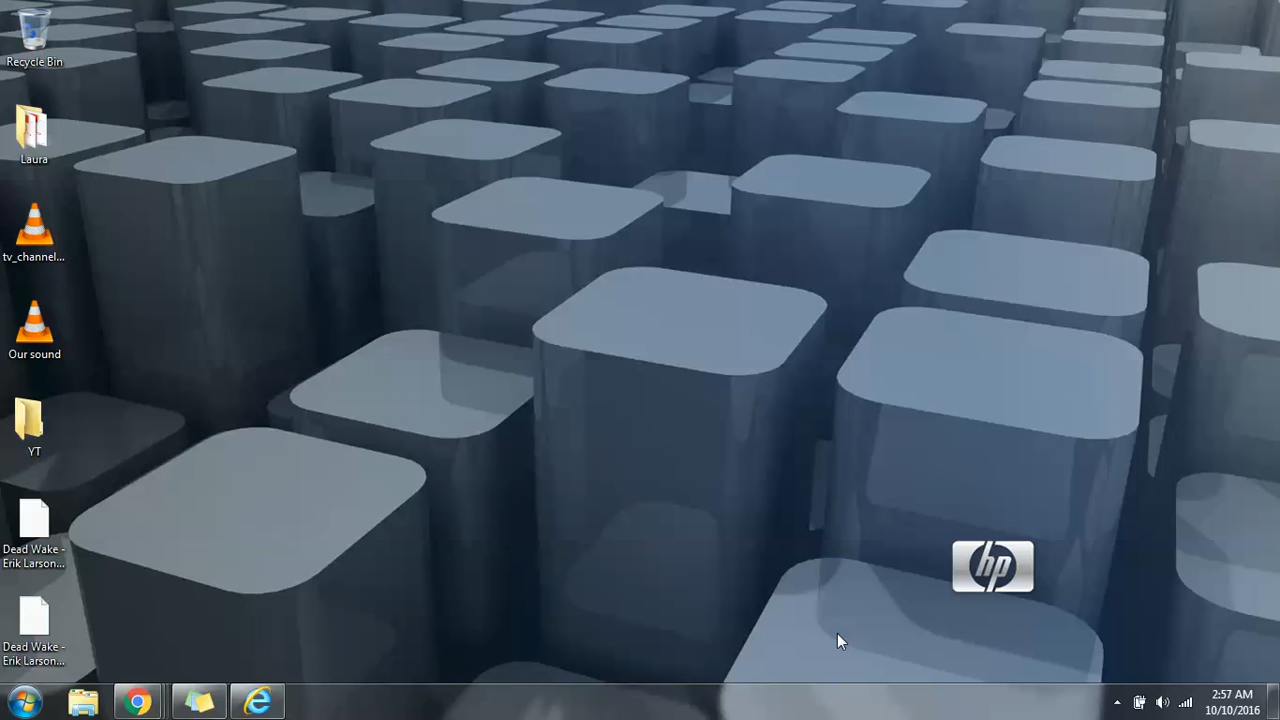 Recycle Bin
Laura
tv_channel...
Our sound
YT
Dead Wake -
Erik Larson...
Dead Wake -
Erik Larson...
hp
2:57 AM
10/10/2016